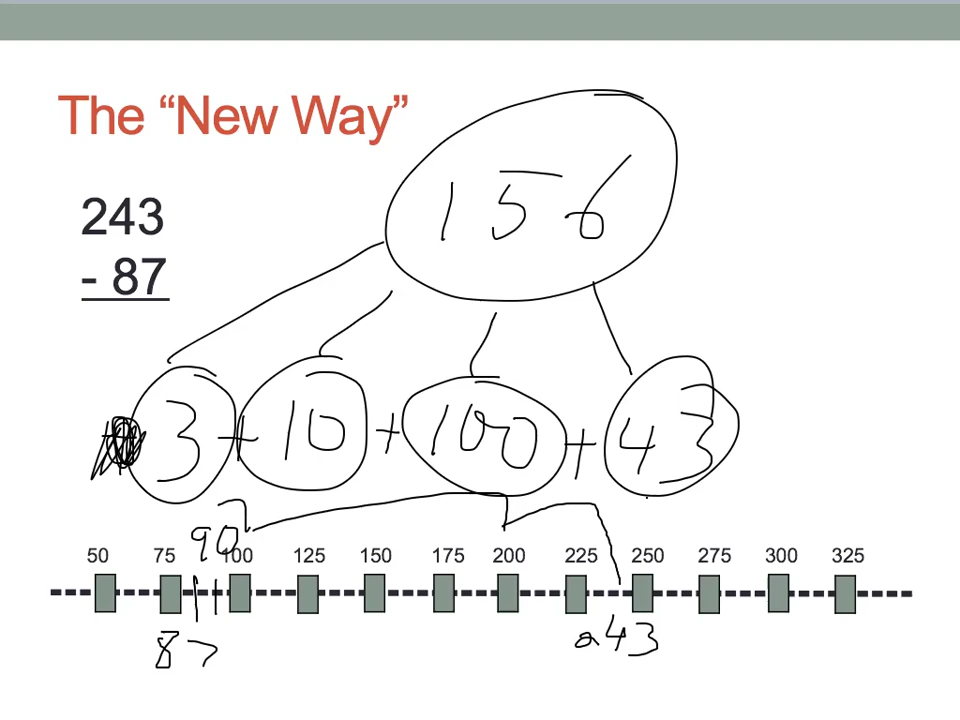 The “New Way”
243
- 87
156
3 + 10 + 100 + 43
90
50 75 100 125 150 175 200 225 250 275 300 325
87 243